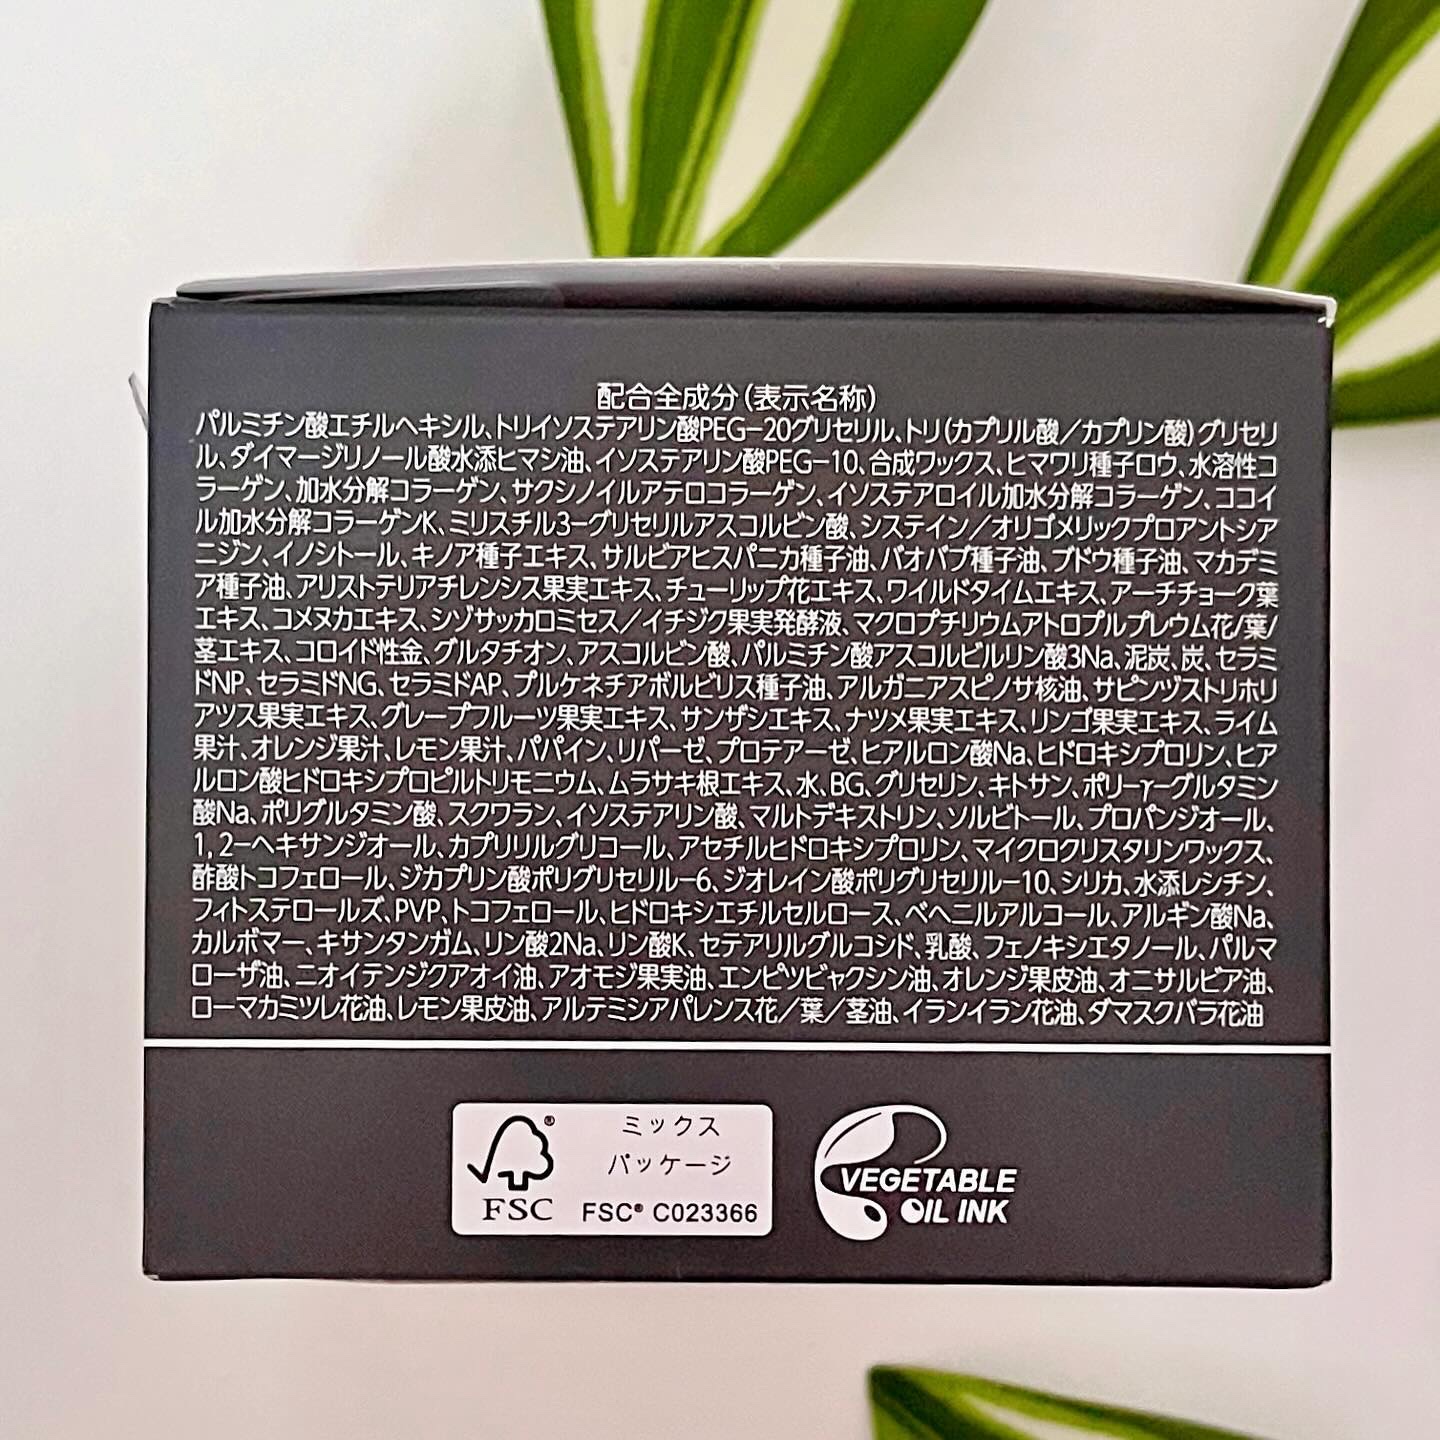 配合全成分（表示名称）
パルミチン酸エチルヘキシル、トリイソステアリン酸PEG−20グリセリル、トリ（カプリル酸／カプリン酸）グリセリ
ル、ダイマージリノール酸水添ヒマシ油、イソステアリン酸PEG−10、合成ワックス、ヒマワリ種子ロウ、水溶性コ
ラーゲン、加水分解コラーゲン、サクシノイルアテロコラーゲン、イソステアロイル加水分解コラーゲン、ココイ
ル加水分解コラーゲンK、ミリスチル3−グリセリルアスコルビン酸、システイン／オリゴメリックプロアントシア
ニジン、イノシトール、キノア種子エキス、サルビアヒスパニカ種子油、バオバブ種子油、ブドウ種子油、マカデミ
ア種子油、アリストテリアチレンシス果実エキス、チューリップ花エキス、ワイルドタイムエキス、アーチチョーク葉
エキス、コメヌカエキス、シゾサッカロミセス／イチジク果実発酵液、マクロプチリウムアトロプルプレウム花/葉/
茎エキス、コロイド性金、グルタチオン、アスコルビン酸、パルミチン酸アスコルビルリン酸3Na、泥炭、炭、セラミ
ドNP、セラミドNG、セラミドAP、プルケネチアボルビリス種子油、アルガニアスピノサ核油、サピンヅストリホリ
アツス果実エキス、グレープフルーツ果実エキス、サンザシエキス、ナツメ果実エキス、リンゴ果実エキス、ライム
果汁、オレンジ果汁、レモン果汁、パパイン、リパーゼ、プロテアーゼ、ヒアルロン酸Na、ヒドロキシプロリン、ヒア
ルロン酸ヒドロキシプロピルトリモニウム、ムラサキ根エキス、水、BG、グリセリン、キトサン、ポリ−γ−グルタミン
酸Na、ポリグルタミン酸、スクワラン、イソステアリン酸、マルトデキストリン、ソルビトール、プロパンジオール、
1，2−ヘキサンジオール、カプリリルグリコール、アセチルヒドロキシプロリン、マイクロクリスタリンワックス、
酢酸トコフェロール、ジカプリン酸ポリグリセリル−6、ジオレイン酸ポリグリセリル−10、シリカ、水添レシチン、
フィトステロールズ、PVP、トコフェロール、ヒドロキシエチルセルロース、ベヘニルアルコール、アルギン酸Na、
カルボマー、キサンタンガム、リン酸2Na、リン酸K、セテアリルグルコシド、乳酸、フェノキシエタノール、パルマ
ローザ油、ニオイテンジクアオイ油、アオモジ果実油、エンピツビャクシン油、オレンジ果皮油、オニサルビア油、
ローマカミツレ花油、レモン果皮油、アルテミシアパレンス花／葉／茎油、イランイラン花油、ダマスクバラ花油
ミックス
パッケージ
FSC
FSC® C023366
VEGETABLE
OIL INK